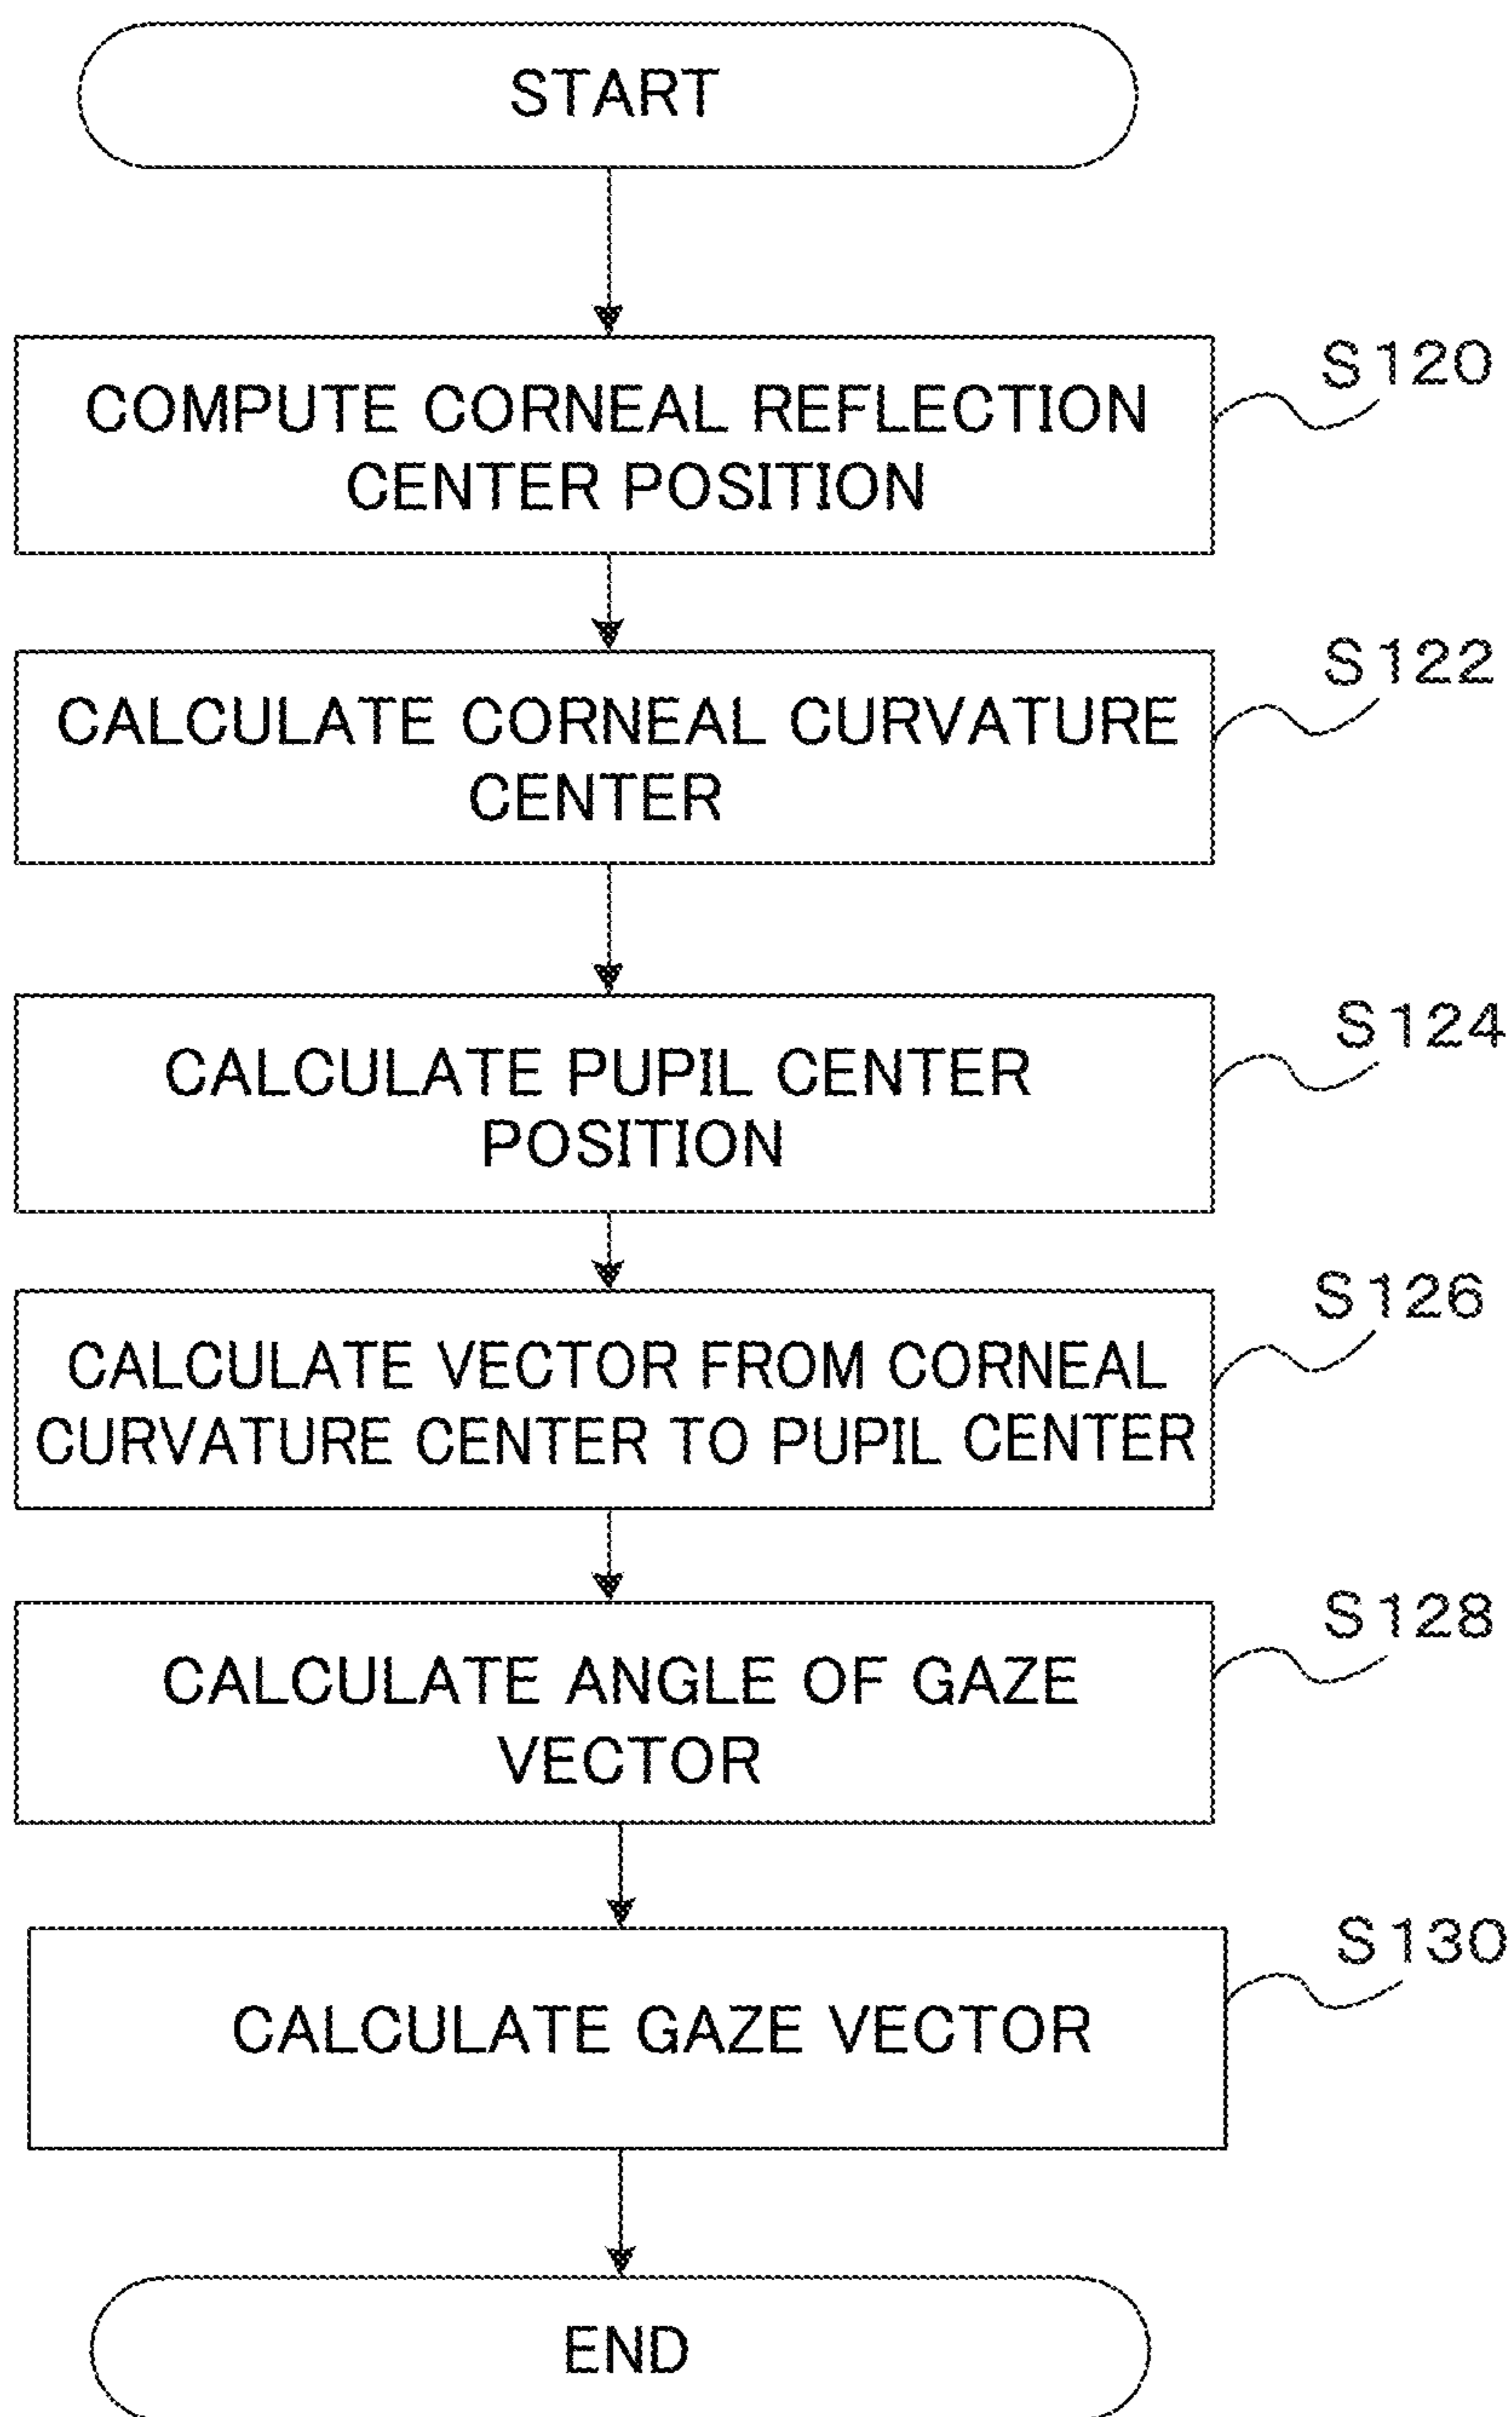 START
COMPUTE CORNEAL REFLECTION
CENTER POSITION
S120
CALCULATE CORNEAL CURVATURE
CENTER
S122
CALCULATE PUPIL CENTER
POSITION
S124
CALCULATE VECTOR FROM CORNEAL
CURVATURE CENTER TO PUPIL CENTER
S126
CALCULATE ANGLE OF GAZE
VECTOR
S128
CALCULATE GAZE VECTOR
S130
END